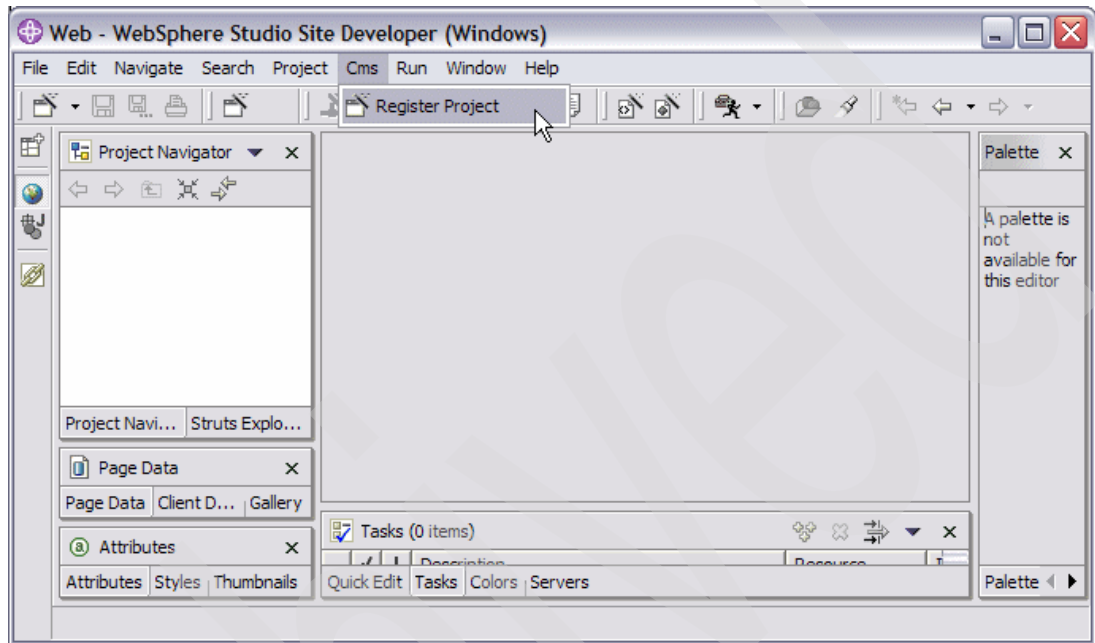 Web - WebSphere Studio Site Developer (Windows)
File Edit Navigate Search Project Cms Run Window Help
Register Project
Project Navigator
Palette
A palette is
not
available for
this editor
Project Navi... Struts Explo...
Page Data
Page Data Client D... Gallery
Tasks (0 items)
Attributes
Description Resource
Attributes Styles Thumbnails
Quick Edit Tasks Colors Servers
Palette